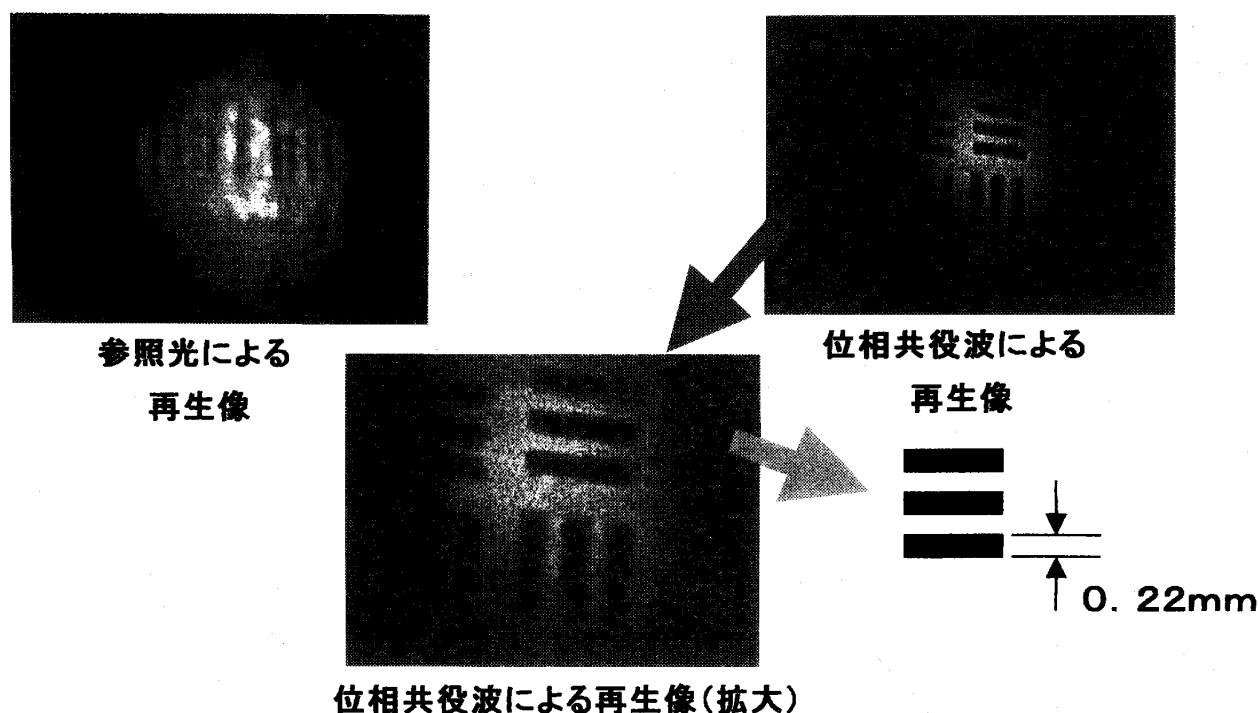 参照光による
再生像
位相共役波による
再生像
0. 22mm
位相共役波による再生像(拡大)